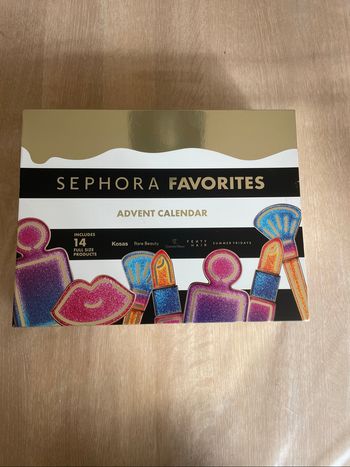 SEPHORA FAVORITES
ADVENT CALENDAR
INCLUDES
14
FULL SIZE
PRODUCTS
Kosas Rare Beauty FENTY HAIR SUMMER FRIDAYS